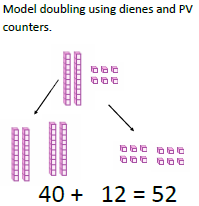 Model doubling using dienes and PV
counters.
40 + 12 = 52